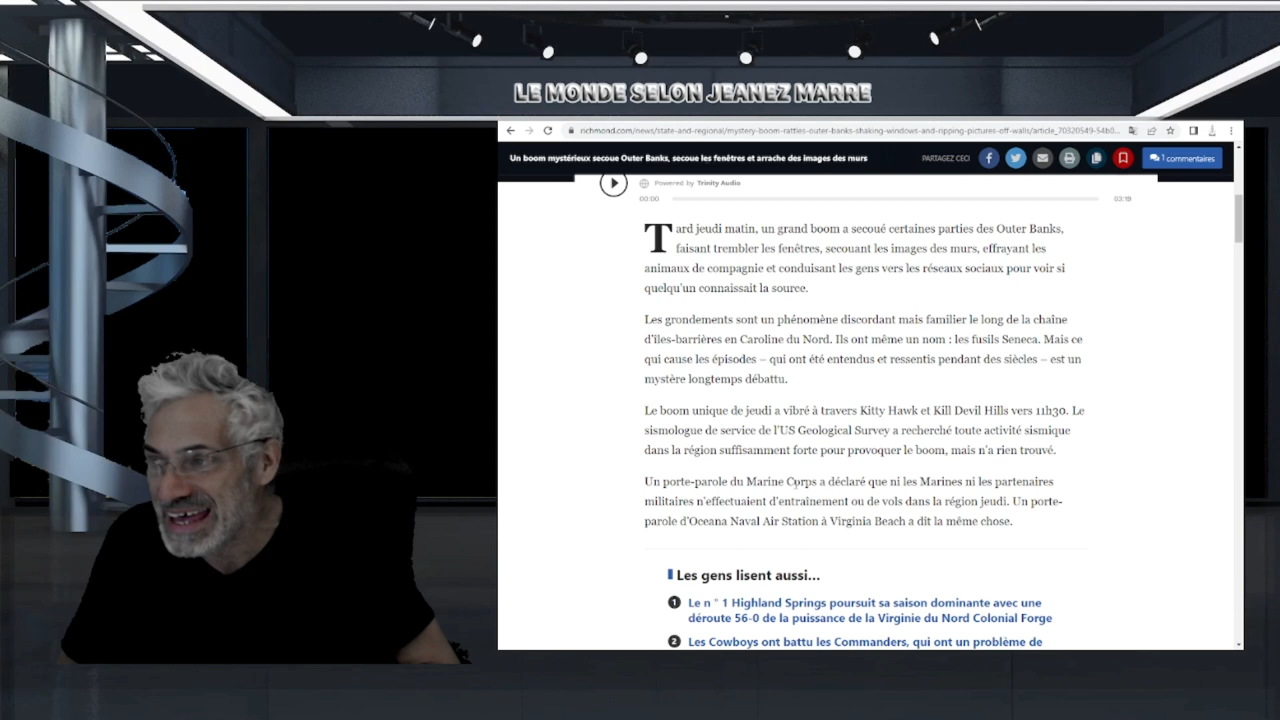 LE MONDE SELON JEANEZ MARRE
richmond.com/news/state-and-regional/mystery-boom-rattles-outer-banks-shaking-windows-and-ripping-pictures-off-walls/article_70320549-54b0...
Un boom mystérieux secoue Outer Banks, secoue les fenêtres et arrache des images des murs
PARTAGEZ CECI
1 commentaires
Powered by Trinity Audio
00:00
03:19
Tard jeudi matin, un grand boom a secoué certaines parties des Outer Banks,
faisant trembler les fenêtres, secouant les images des murs, effrayant les
animaux de compagnie et conduisant les gens vers les réseaux sociaux pour voir si
quelqu'un connaissait la source.
Les grondements sont un phénomène discordant mais familier le long de la chaîne
d'îles-barrières en Caroline du Nord. Ils ont même un nom : les fusils Seneca. Mais ce
qui cause les épisodes – qui ont été entendus et ressentis pendant des siècles – est un
mystère longtemps débattu.
Le boom unique de jeudi a vibré à travers Kitty Hawk et Kill Devil Hills vers 11h30. Le
sismologue de service de l'US Geological Survey a recherché toute activité sismique
dans la région suffisamment forte pour provoquer le boom, mais n'a rien trouvé.
Un porte-parole du Marine Corps a déclaré que ni les Marines ni les partenaires
militaires n'effectuaient d'entraînement ou de vols dans la région jeudi. Un porte-
parole d'Oceana Naval Air Station à Virginia Beach a dit la même chose.
Les gens lisent aussi...
1 Le n ° 1 Highland Springs poursuit sa saison dominante avec une
déroute 56-0 de la puissance de la Virginie du Nord Colonial Forge
2 Les Cowboys ont battu les Commanders, qui ont un problème de